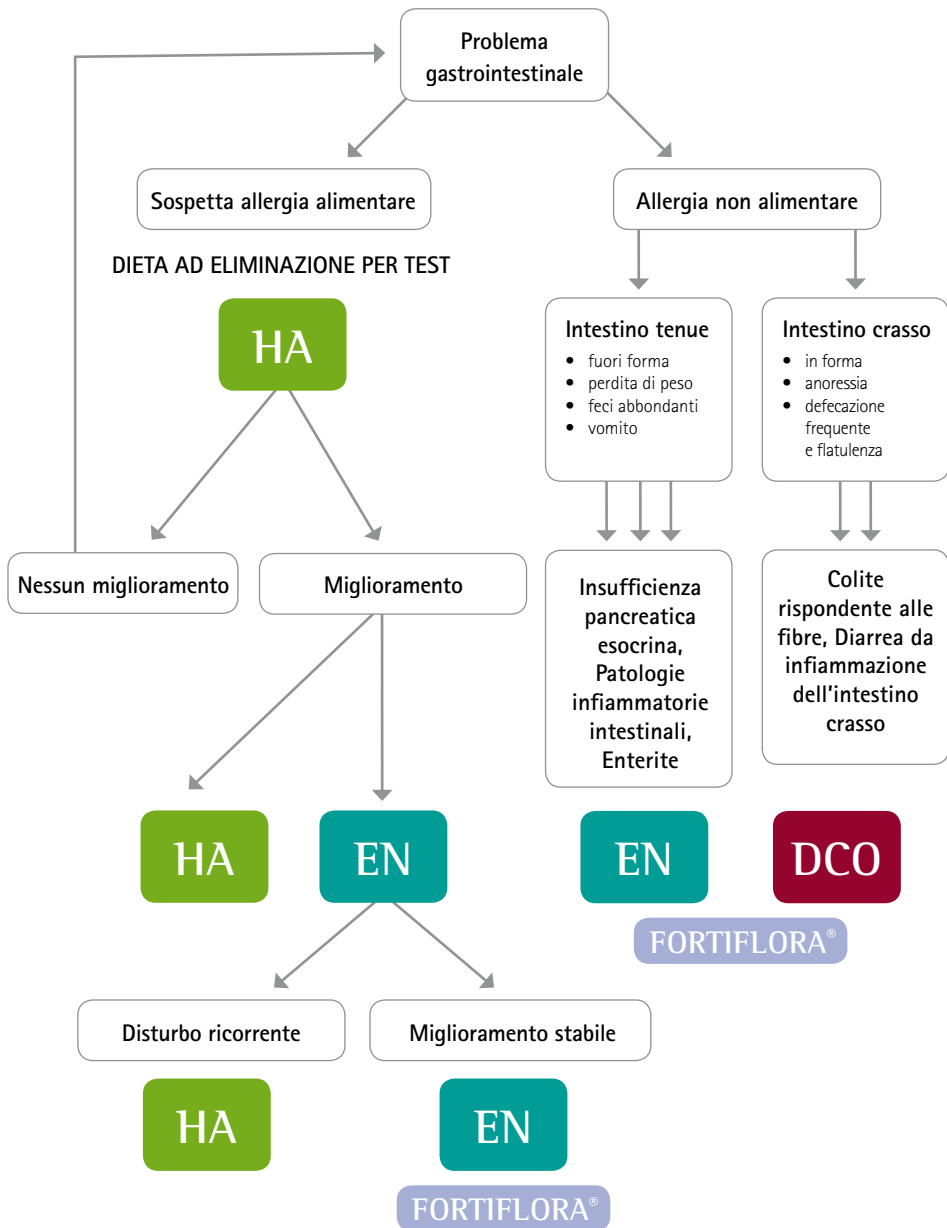 Problema
gastrointestinale
Sospetta allergia alimentare
Allergia non alimentare
DIETA AD ELIMINAZIONE PER TEST
HA
Intestino tenue
• fuori forma
• perdita di peso
• feci abbondanti
• vomito
Intestino crasso
• in forma
• anoressia
• defecazione
frequente
e flatulenza
Nessun miglioramento
Miglioramento
Insufficienza
pancreatica
esocrina,
Patologie
infiammatorie
intestinali,
Enterite
Colite
rispondente alle
fibre, Diarrea da
infiammazione
dell'intestino
crasso
HA
EN
EN
DCO
FORTIFLORA®
Disturbo ricorrente
Miglioramento stabile
HA
EN
FORTIFLORA®